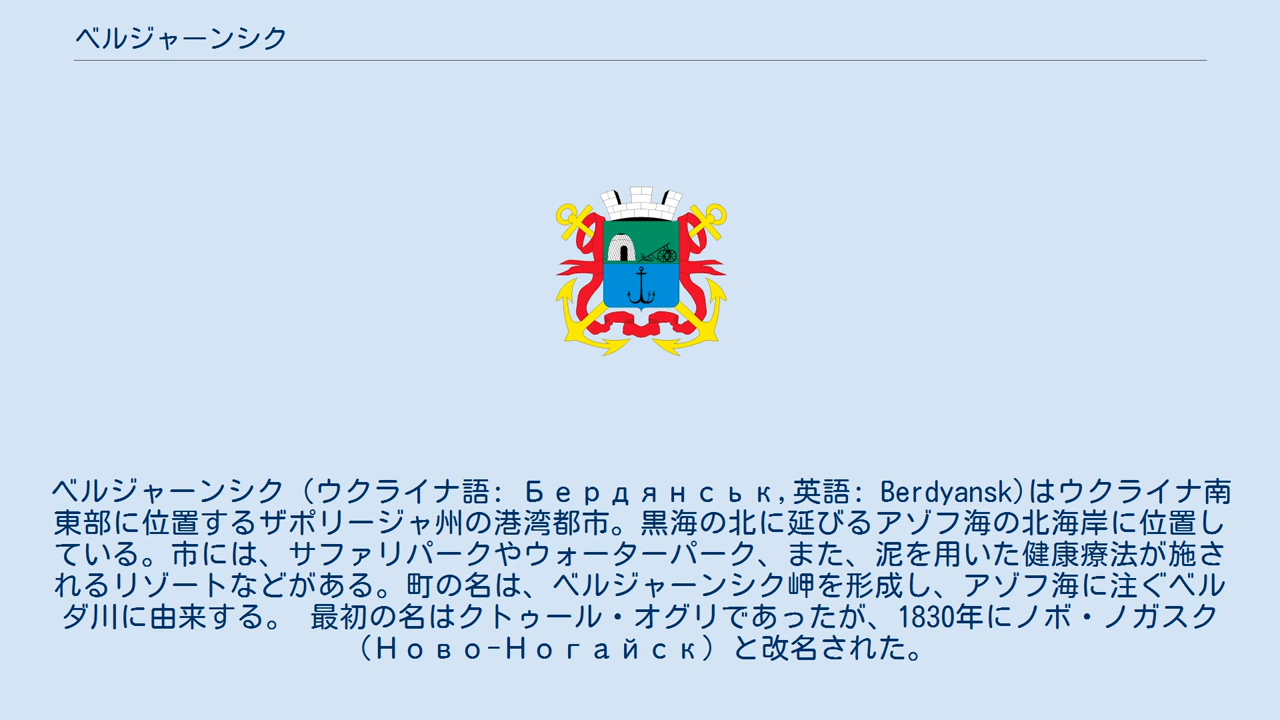 ベルジャーンシク
ベルジャーンシク（ウクライナ語: Бердянськ,英語: Berdyansk)はウクライナ南
東部に位置するザポリージャ州の港湾都市。黒海の北に延びるアゾフ海の北海岸に位置し
ている。市には、サファリパークやウォーターパーク、また、泥を用いた健康療法が施さ
れるリゾートなどがある。町の名は、ベルジャーンシク岬を形成し、アゾフ海に注ぐベル
ダ川に由来する。 最初の名はクトゥール・オグリであったが、1830年にノボ・ノガスク
（Ново-Ногайск）と改名された。